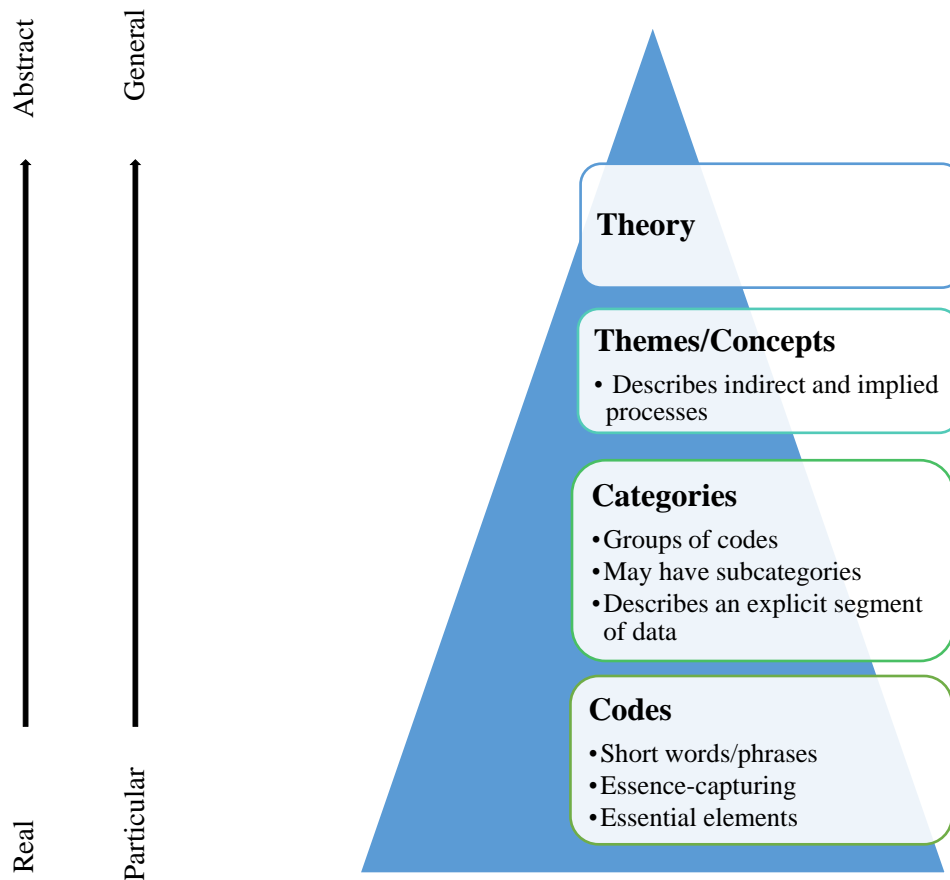 Abstract
General
Theory
Themes/Concepts
• Describes indirect and implied
processes
Categories
•Groups of codes
•May have subcategories
•Describes an explicit segment
of data
Codes
•Short words/phrases
•Essence-capturing
•Essential elements
Real
Particular